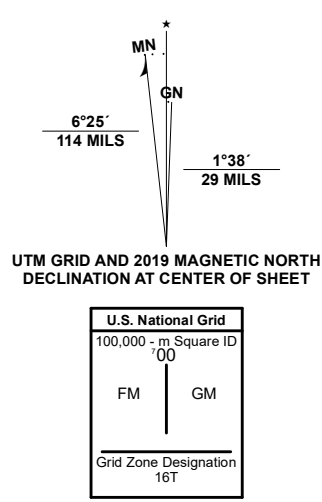 ★
MN
GN
6°25´
114 MILS
1°38´
29 MILS
UTM GRID AND 2019 MAGNETIC NORTH
DECLINATION AT CENTER OF SHEET
U.S. National Grid
100,000 - m Square ID
⁷00
FM GM
Grid Zone Designation
16T